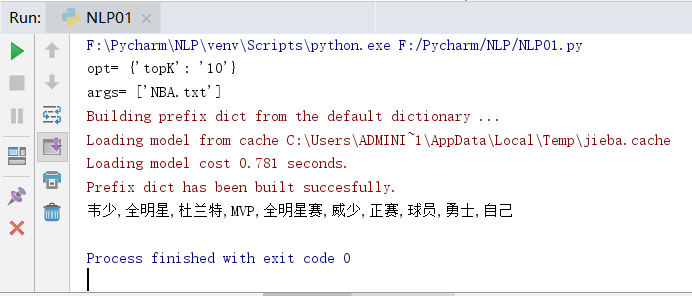 Run: NLP01 ×
F:\Pycharm\NLP\venv\Scripts\python.exe F:/Pycharm/NLP/NLP01.py
opt= {'topK': '10'}
args= ['NBA.txt']
Building prefix dict from the default dictionary ...
Loading model from cache C:\Users\ADMINI~1\AppData\Local\Temp\jieba.cache
Loading model cost 0.781 seconds.
Prefix dict has been built succesfully.
韦少,全明星,杜兰特,MVP,全明星赛,威少,正赛,球员,勇士,自己
Process finished with exit code 0